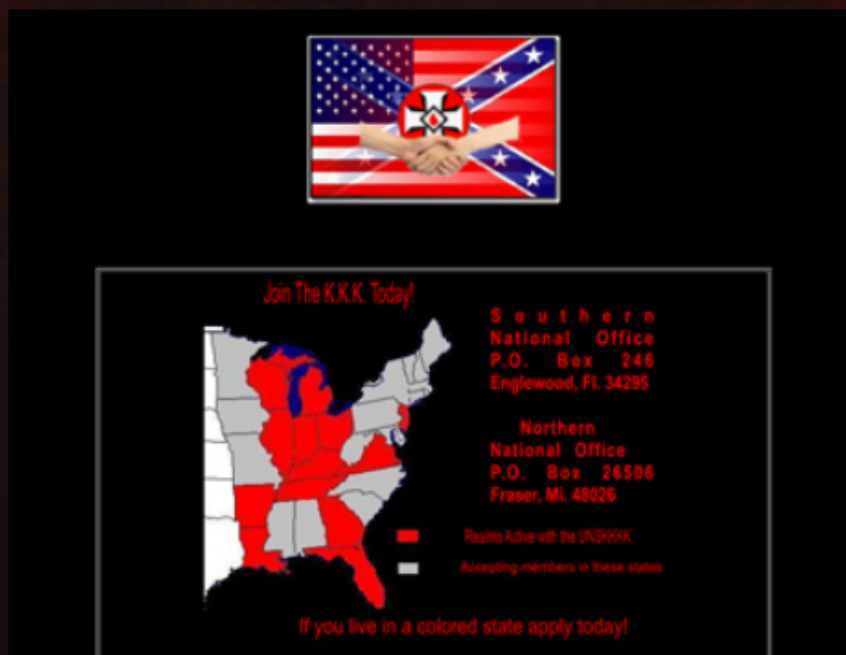 Join The K.K.K. Today!
Southern
National Office
P.O. Box 246
Englewood, Fl. 34295
Northern
National Office
P.O. Box 26506
Fraser, Mi. 48026
Realms Active with the UNSKKKK
Accepting members in these states
If you live in a colored state apply today!